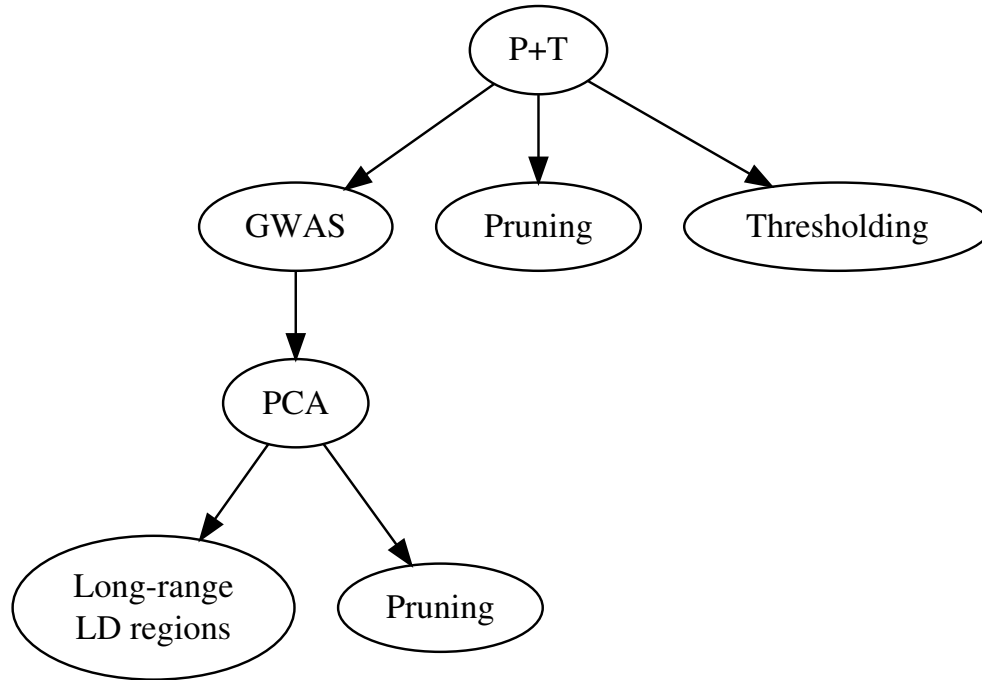 P+T
GWAS
Pruning
Thresholding
PCA
Long-range
LD regions
Pruning